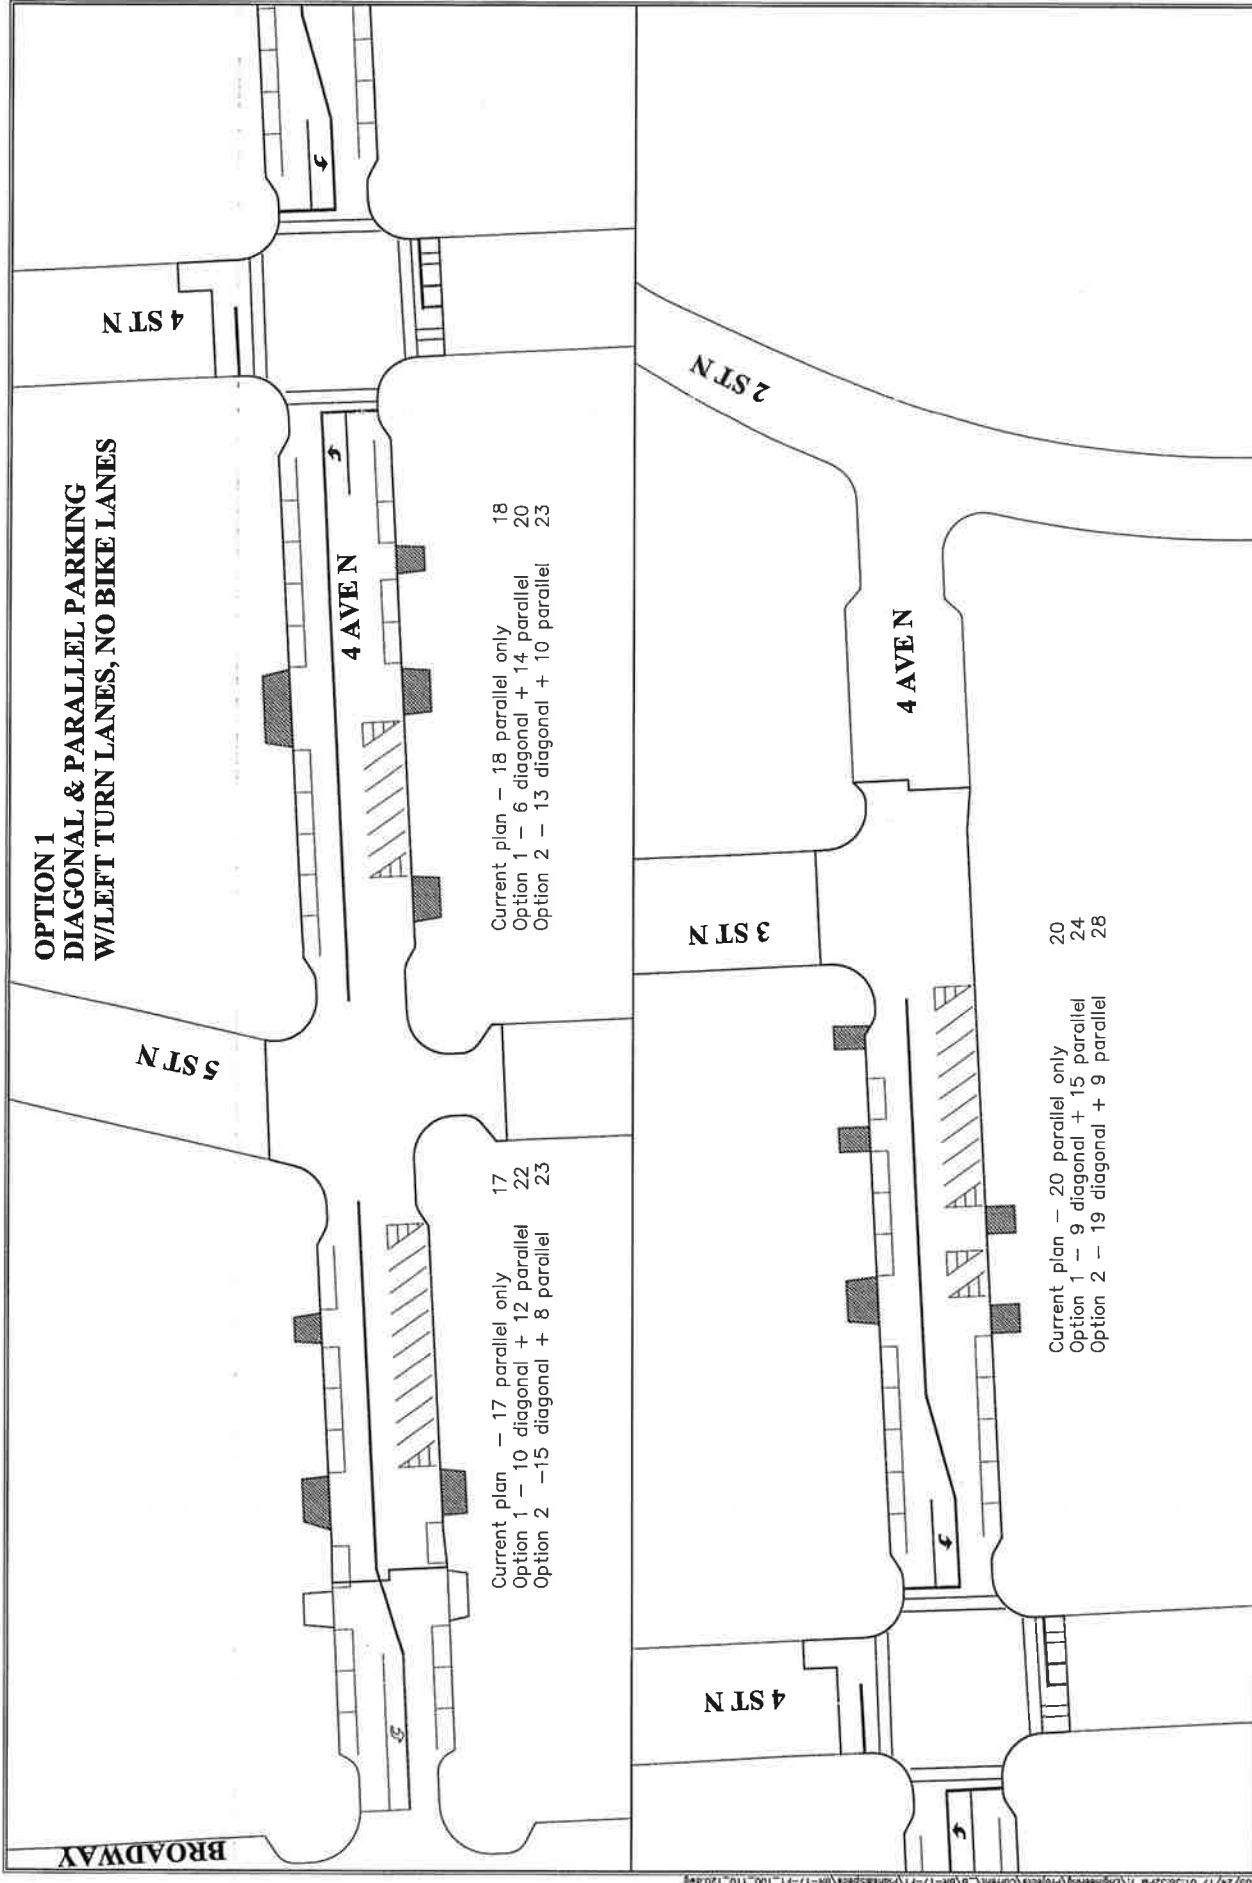 OPTION 1
DIAGONAL & PARALLEL PARKING
W/LEFT TURN LANES, NO BIKE LANES
BROADWAY
5 ST N
4 AVE N
4 ST N
Current plan - 17 parallel only 17
Option 1 - 10 diagonal + 12 parallel 22
Option 2 -15 diagonal + 8 parallel 23
Current plan - 18 parallel only 18
Option 1 - 6 diagonal + 14 parallel 20
Option 2 - 13 diagonal + 10 parallel 23
4 ST N
3 ST N
4 AVE N
2 ST N
Current plan - 20 parallel only 20
Option 1 - 9 diagonal + 15 parallel 24
Option 2 - 19 diagonal + 9 parallel 28